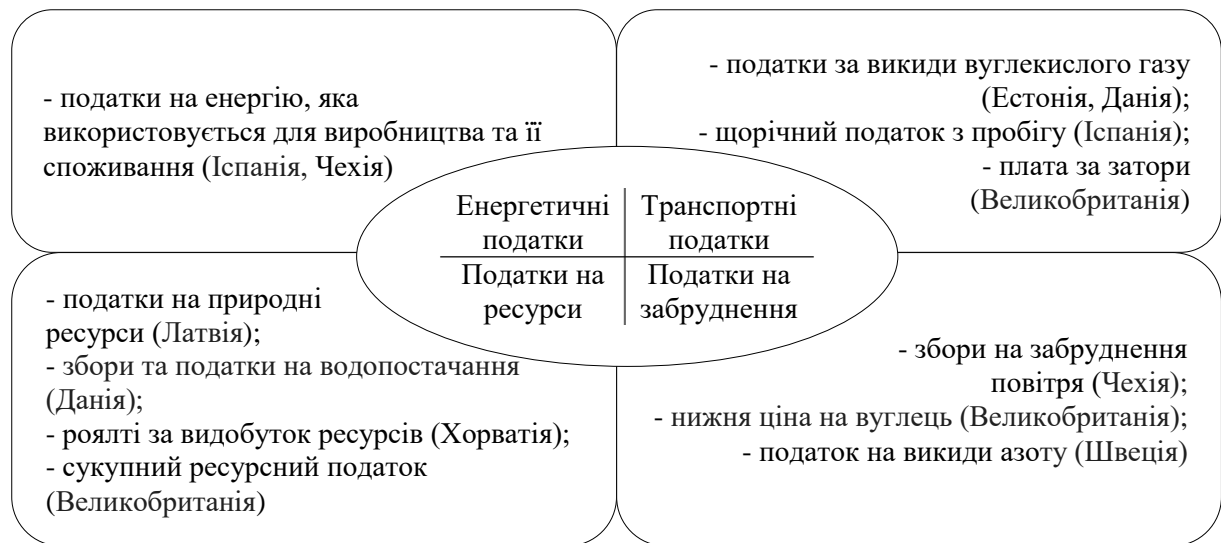 - податки на енергію, яка
використовується для виробництва та її
споживання (Іспанія, Чехія)
- податки за викиди вуглекислого газу
(Естонія, Данія);
- щорічний податок з пробігу (Іспанія);
- плата за затори
(Великобританія)
Енергетичні
податки
Транспортні
податки
Податки на
ресурси
Податки на
забруднення
- податки на природні
ресурси (Латвія);
- збори та податки на водопостачання
(Данія);
- роялті за видобуток ресурсів (Хорватія);
- сукупний ресурсний податок
(Великобританія)
- збори на забруднення
повітря (Чехія);
- нижня ціна на вуглець (Великобританія);
- податок на викиди азоту (Швеція)